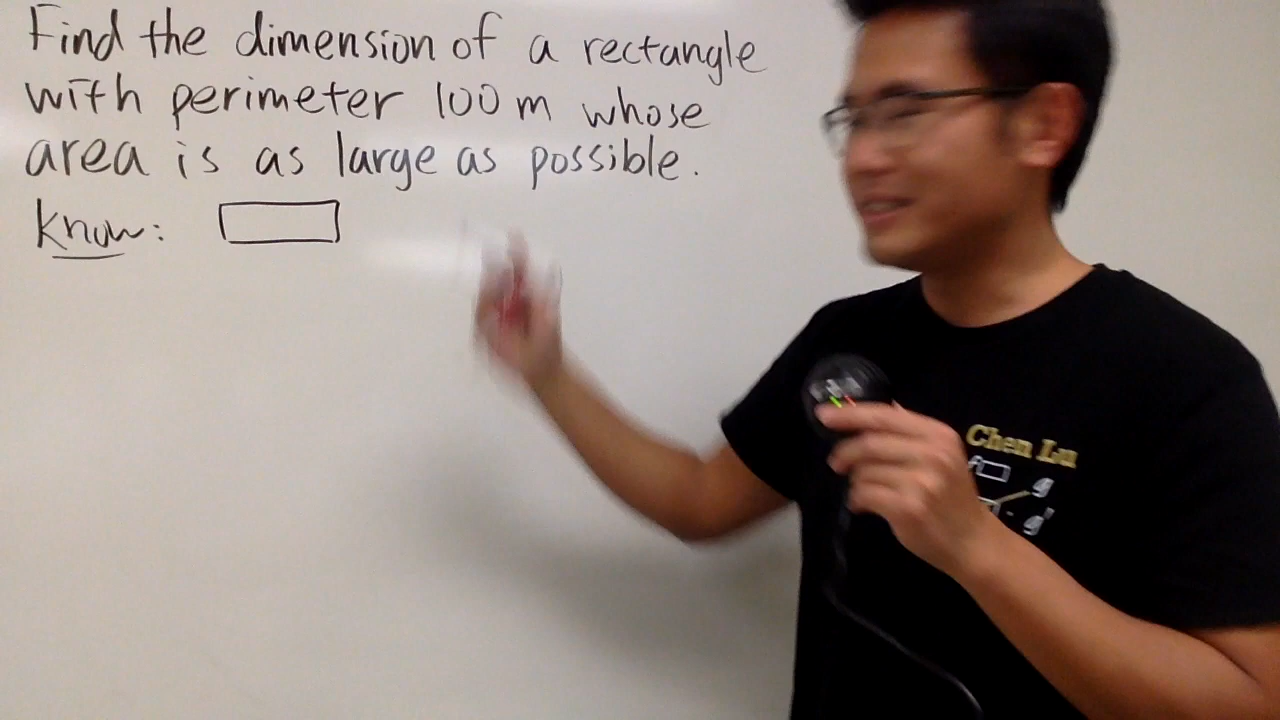 Find the dimension of a rectangle
with perimeter 100 m whose
area is as large as possible.
Know:
Chen Lu
f
g
g'